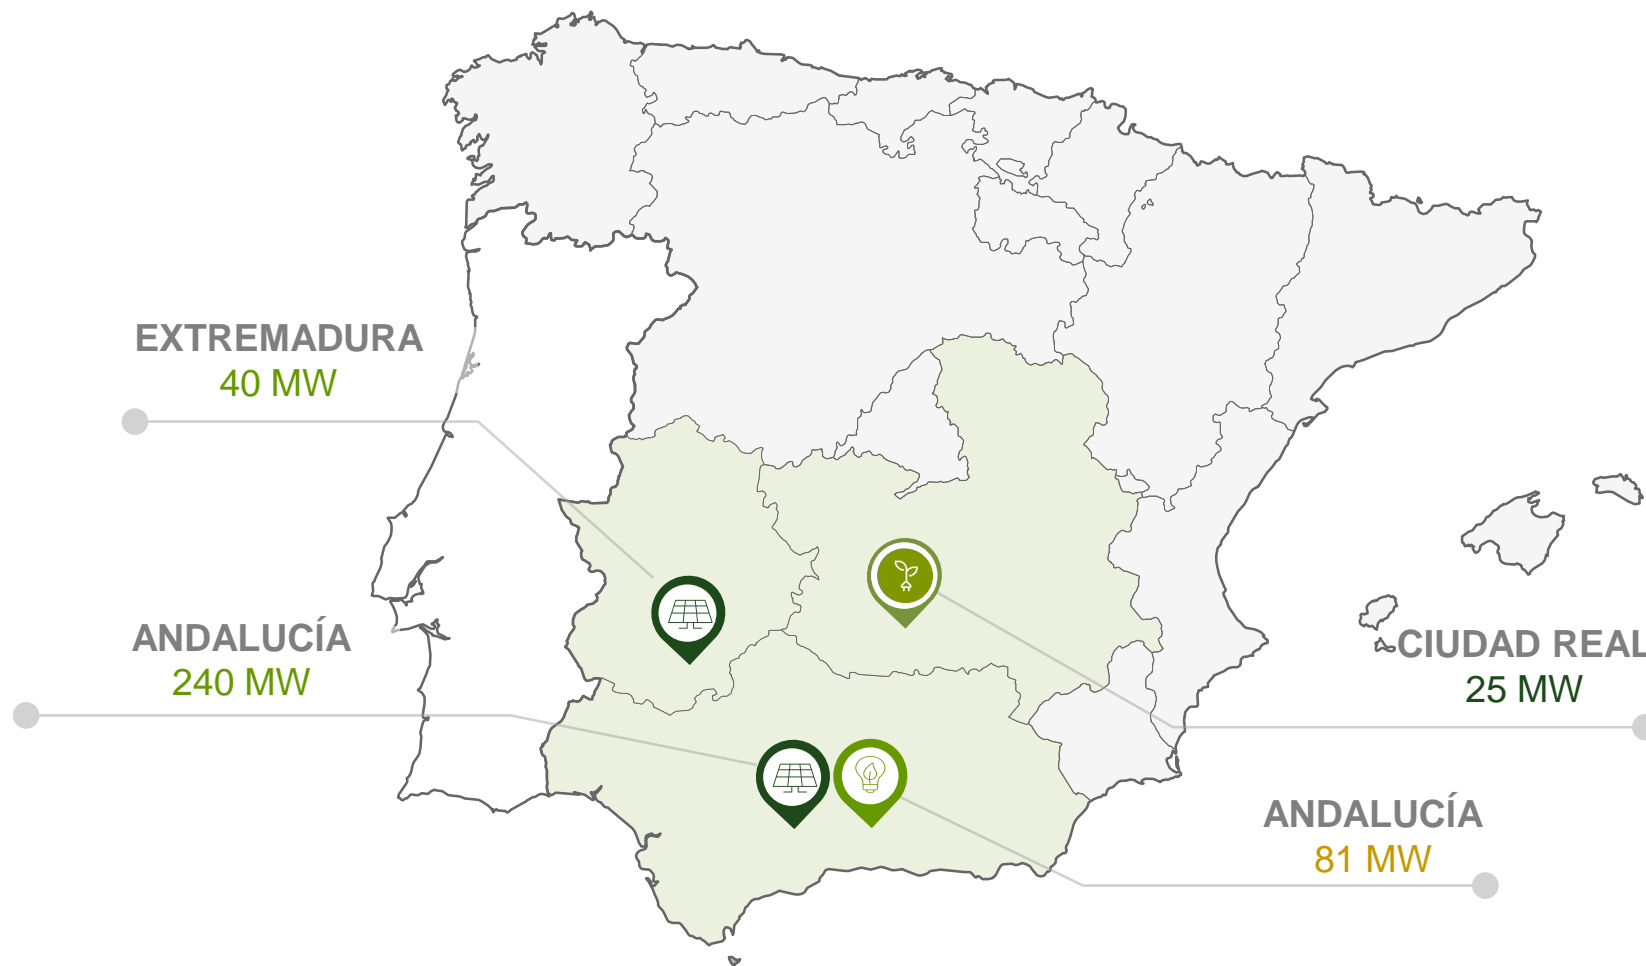 EXTREMADURA
40 MW
ANDALUCÍA
240 MW
CIUDAD REAL
25 MW
ANDALUCÍA
81 MW